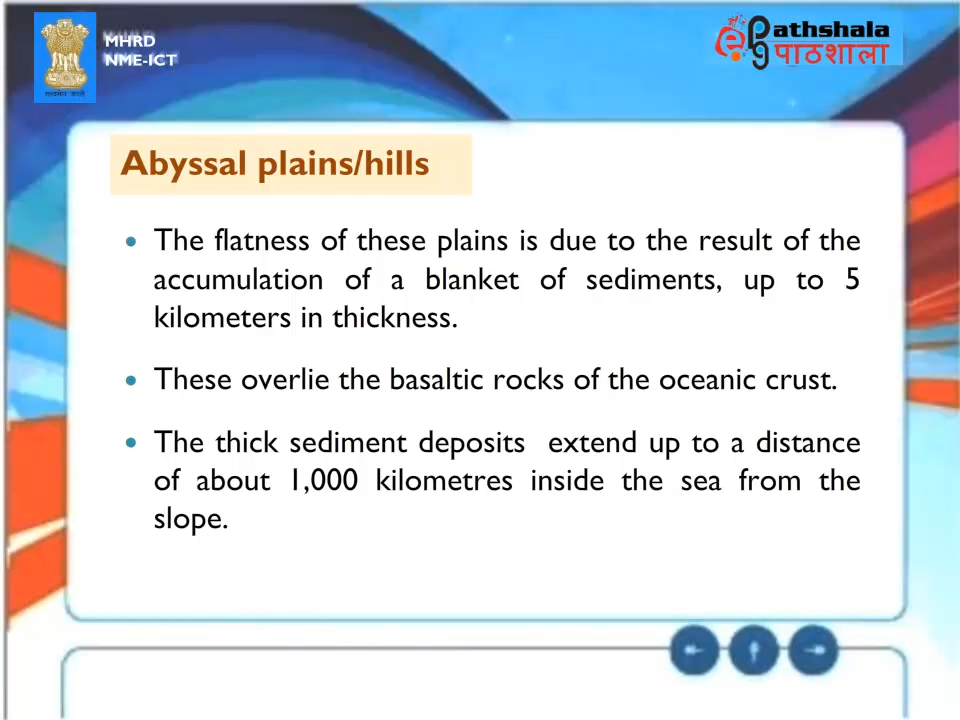 MHRD
NME-ICT
ePG Pathshala
पाठशाला
Abyssal plains/hills
• The flatness of these plains is due to the result of the
accumulation of a blanket of sediments, up to 5
kilometers in thickness.
• These overlie the basaltic rocks of the oceanic crust.
• The thick sediment deposits extend up to a distance
of about 1,000 kilometres inside the sea from the
slope.